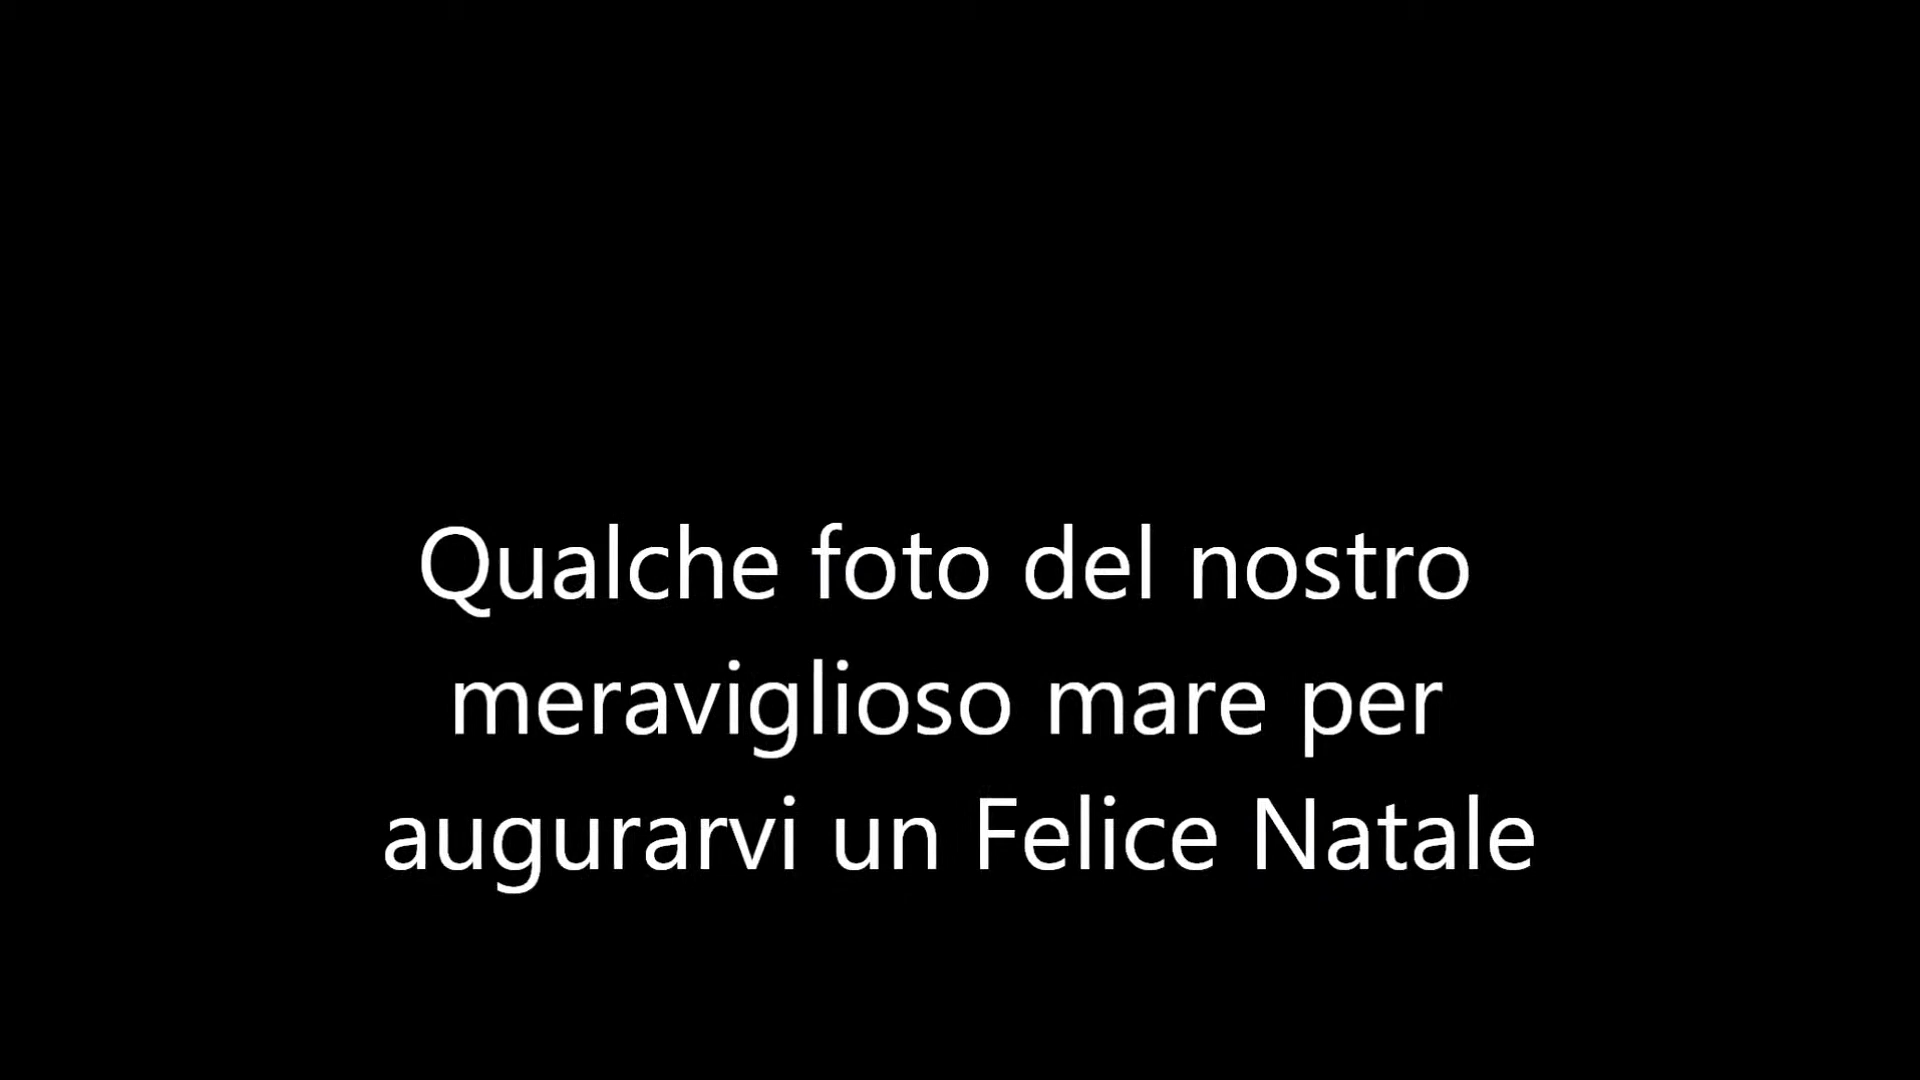 Qualche foto del nostro
meraviglioso mare per
augurarvi un Felice Natale